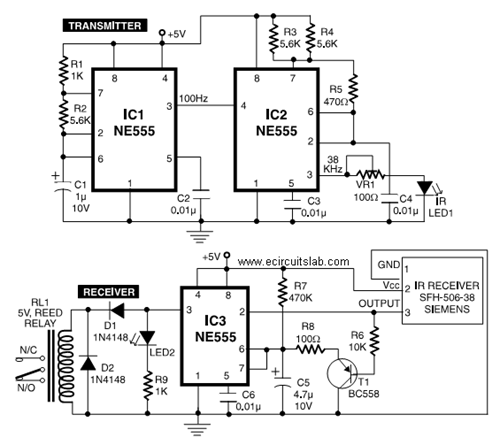 TRANSMİTTER
+5V
R1
1K
R2
5.6K
C1
1µ
10V
8
4
7
2
6
3
5
1
IC1
NE555
100Hz
C2
0.01µ
R3
5.6K
R4
5.6K
R5
470Ω
8
7
4
6
2
3
5
1
IC2
NE555
38
KHz
VR1
100Ω
C3
0.01µ
C4
0.01µ
IR
LED1
RECEİVER
+5V
www.ecircuitslab.com
RL1
5V, REED
RELAY
N/C
N/O
D1
1N4148
D2
1N4148
LED2
R9
1K
4
8
3
2
6
7
5
1
IC3
NE555
C6
0.01µ
R7
470K
R8
100Ω
C5
4.7µ
10V
R6
10K
T1
BC558
GND
Vcc
OUTPUT
1
2
3
IR RECEIVER
SFH-506-38
SIEMENS